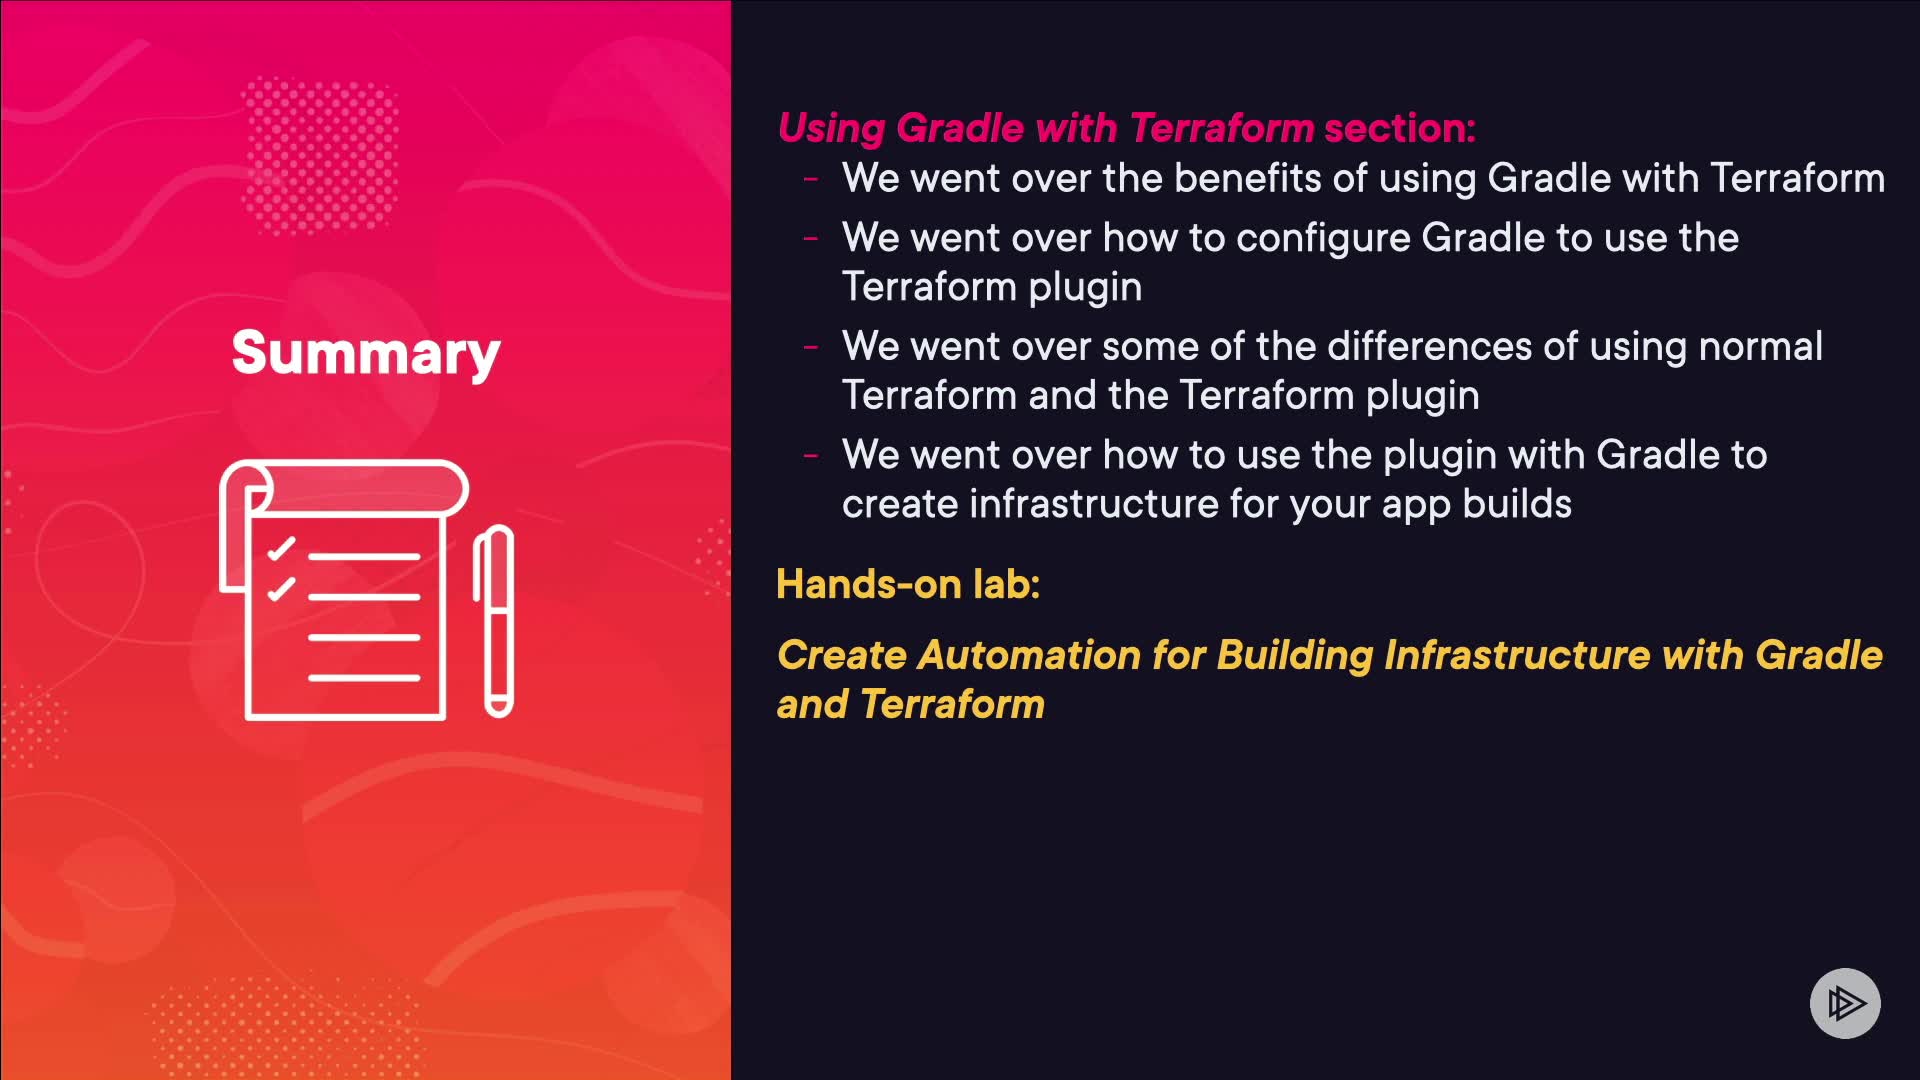 Summary
Using Gradle with Terraform section:
- We went over the benefits of using Gradle with Terraform
- We went over how to configure Gradle to use the
Terraform plugin
- We went over some of the differences of using normal
Terraform and the Terraform plugin
- We went over how to use the plugin with Gradle to
create infrastructure for your app builds
Hands-on lab:
Create Automation for Building Infrastructure with Gradle
and Terraform